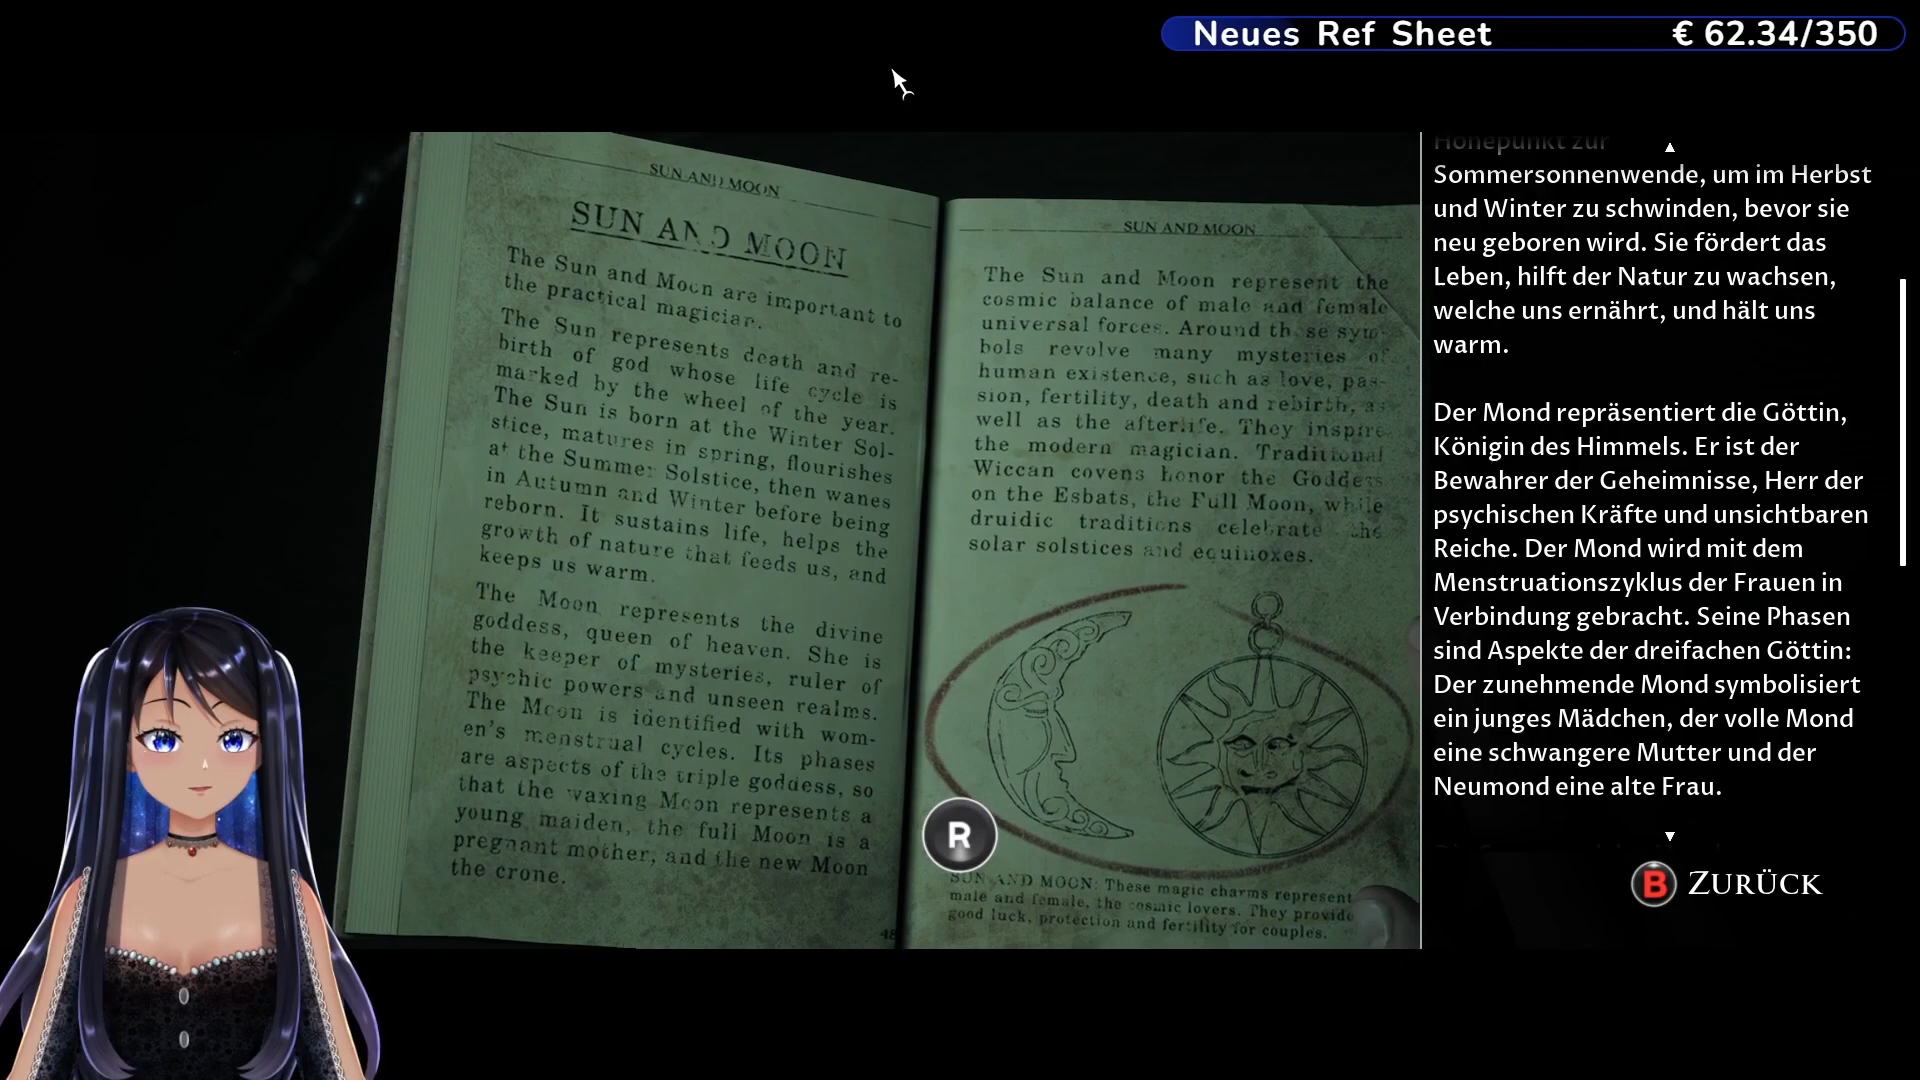 Neues Ref Sheet € 62.34/350
SUN AND MOON
SUN AND MOON
The Sun and Moon are important to
the practical magician.
The Sun represents death and re-
birth of god whose life cycle is
marked by the wheel of the year.
The Sun is born at the Winter Sol-
stice, matures in spring, flourishes
at the Summer Solstice, then wanes
in Autumn and Winter before being
reborn. It sustains life, helps the
growth of nature that feeds us, and
keeps us warm.
The Moon represents the divine
goddess, queen of heaven. She is
the keeper of mysteries, ruler of
psychic powers and unseen realms.
The Moon is identified with wom-
en's menstrual cycles. Its phases
are aspects of the triple goddess, so
that the waxing Moon represents a
young maiden, the full Moon is a
pregnant mother, and the new Moon
the crone.
48
SUN AND MOON
The Sun and Moon represent the
cosmic balance of male and female
universal forces. Around these sym-
bols revolve many mysteries of
human existence, such as love, pas-
sion, fertility, death and rebirth, as
well as the afterlife. They inspire
the modern magician. Traditional
Wiccan covens honor the Goddess
on the Esbats, the Full Moon, while
druidic traditions celebrate the
solar solstices and equinoxes.
R
SUN AND MOON: These magic charms represent
male and female, the cosmic lovers. They provide
good luck, protection and fertility for couples.
Höhepunkt zur
Sommersonnenwende, um im Herbst
und Winter zu schwinden, bevor sie
neu geboren wird. Sie fördert das
Leben, hilft der Natur zu wachsen,
welche uns ernährt, und hält uns
warm.
Der Mond repräsentiert die Göttin,
Königin des Himmels. Er ist der
Bewahrer der Geheimnisse, Herr der
psychischen Kräfte und unsichtbaren
Reiche. Der Mond wird mit dem
Menstruationszyklus der Frauen in
Verbindung gebracht. Seine Phasen
sind Aspekte der dreifachen Göttin:
Der zunehmende Mond symbolisiert
ein junges Mädchen, der volle Mond
eine schwangere Mutter und der
Neumond eine alte Frau.
B ZURÜCK